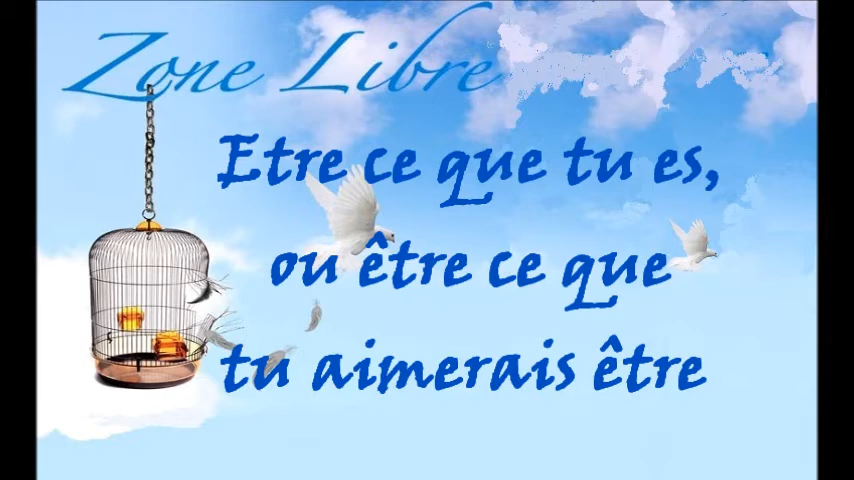 Zone Libre
Etre ce que tu es,
ou être ce que
tu aimerais être